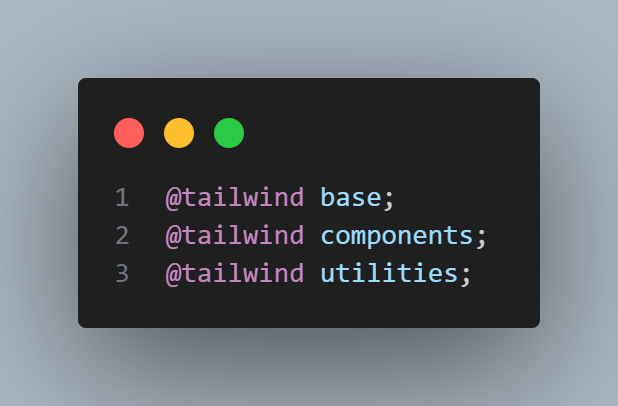 1 @tailwind base;
2 @tailwind components;
3 @tailwind utilities;